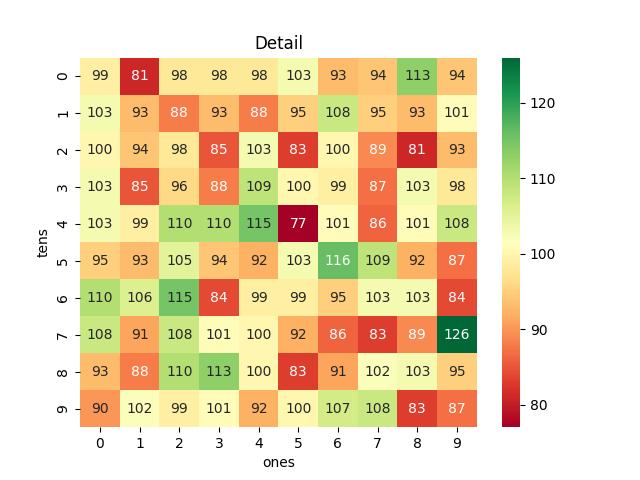 Detail
tens
0 99 81 98 98 98 103 93 94 113 94
1 103 93 88 93 88 95 108 95 93 101
2 100 94 98 85 103 83 100 89 81 93
3 103 85 96 88 109 100 99 87 103 98
4 103 99 110 110 115 77 101 86 101 108
5 95 93 105 94 92 103 116 109 92 87
6 110 106 115 84 99 99 95 103 103 84
7 108 91 108 101 100 92 86 83 89 126
8 93 88 110 113 100 83 91 102 103 95
9 90 102 99 101 92 100 107 108 83 87
0 1 2 3 4 5 6 7 8 9
ones
120
110
100
90
80